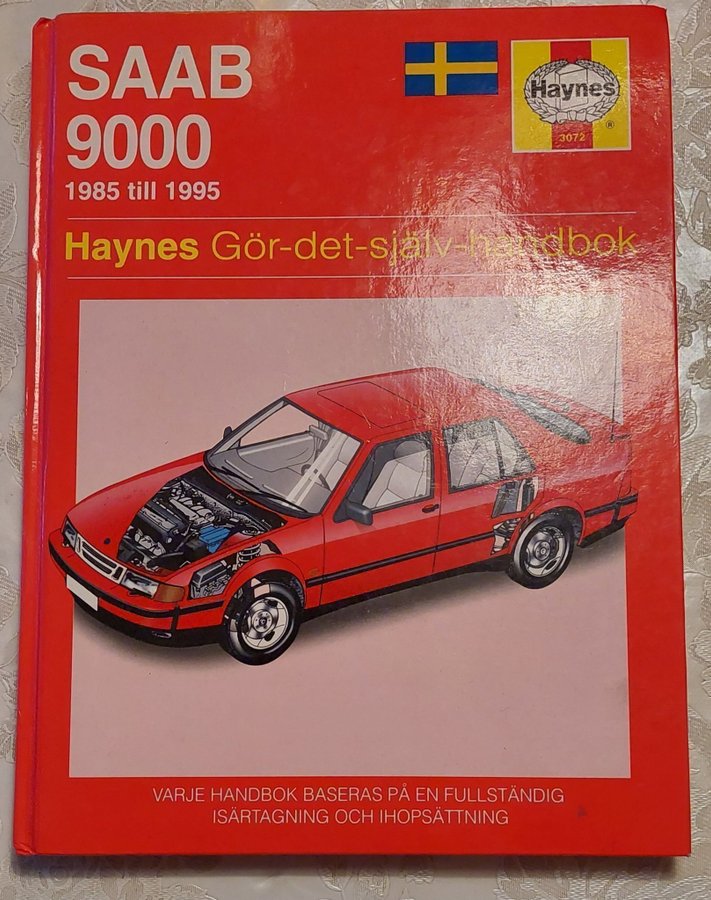 SAAB
9000
1985 till 1995
Haynes
3072
®
Haynes Gör-det-själv-handbok
VARJE HANDBOK BASERAS PÅ EN FULLSTÄNDIG
ISÄRTAGNING OCH IHOPSÄTTNING